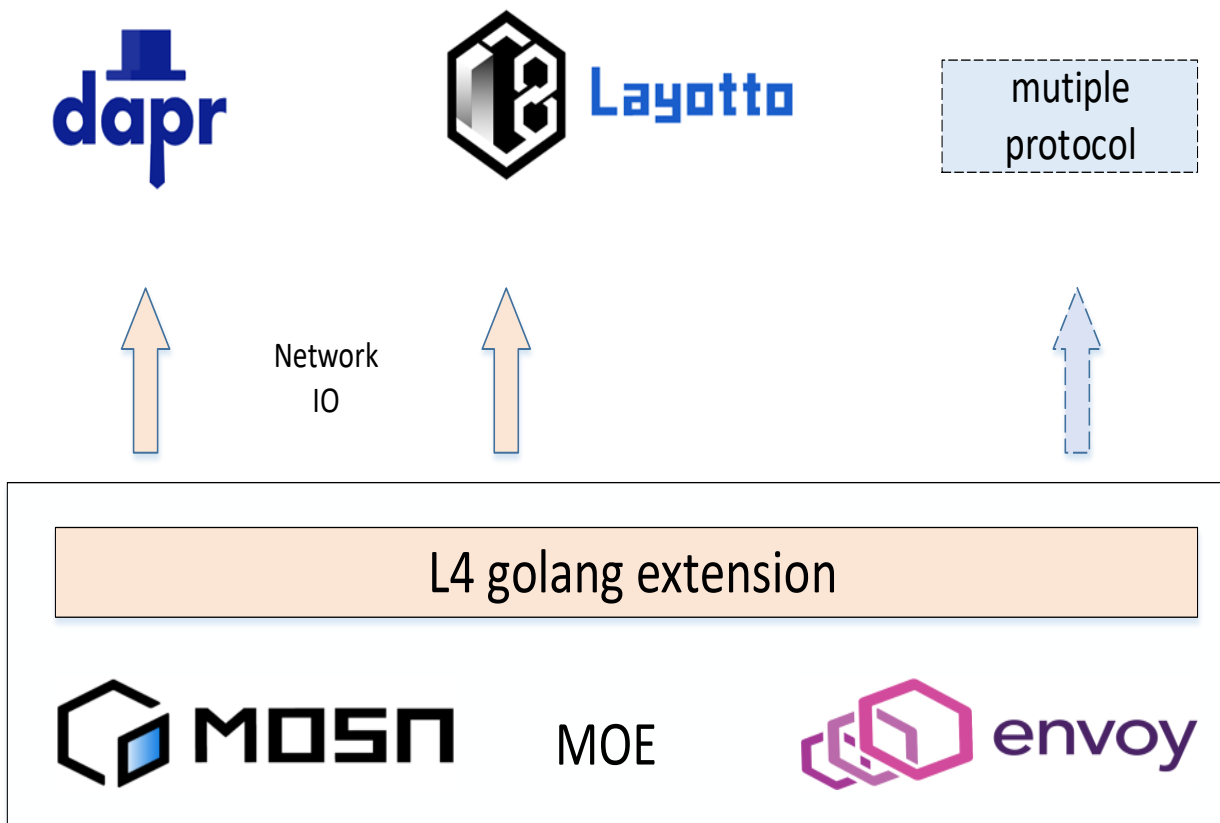 dapr
Layotto
mutiple
protocol
Network
IO
L4 golang extension
MOSN
MOE
envoy